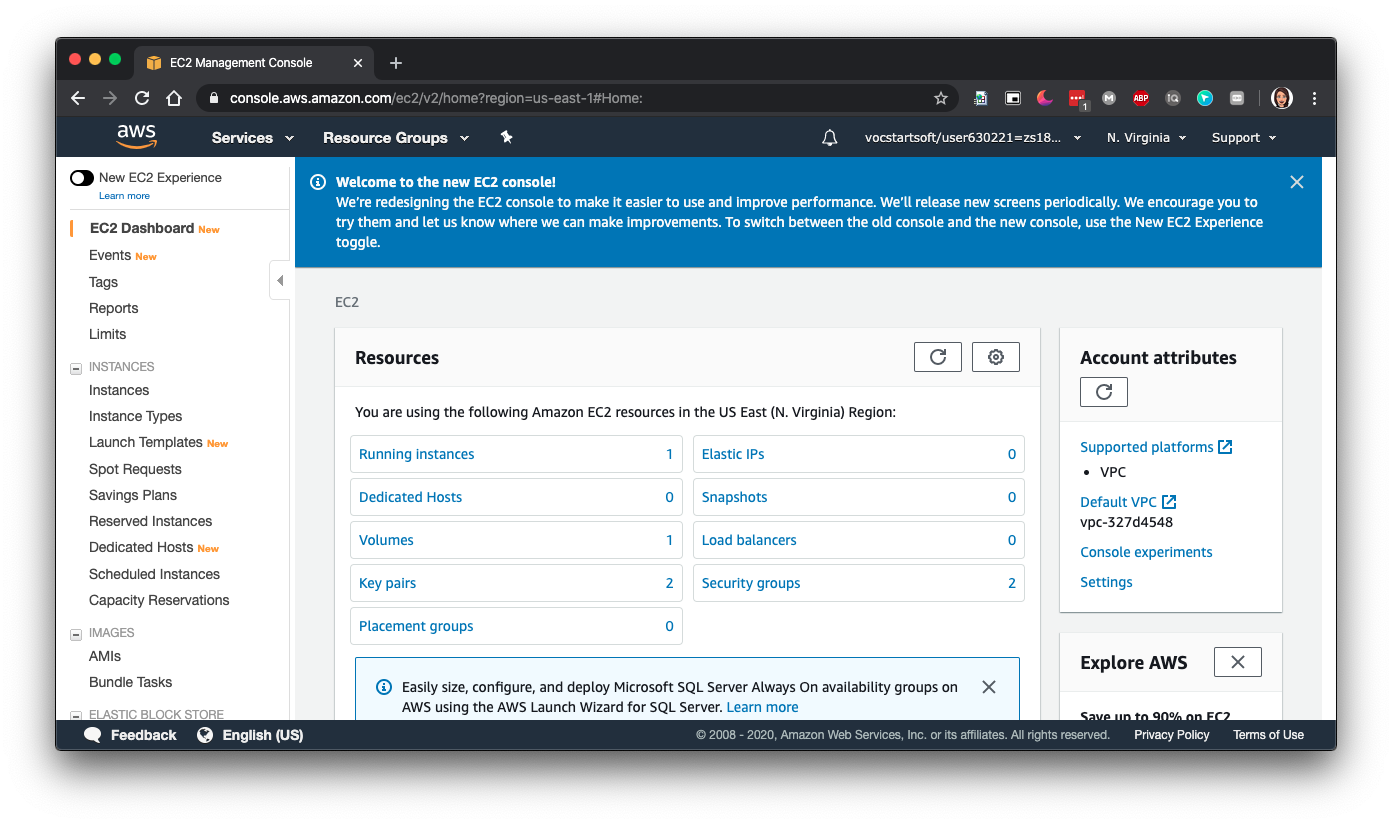 EC2 Management Console
console.aws.amazon.com/ec2/v2/home?region=us-east-1#Home:
1
M
ABP
IQ
aws
Services
Resource Groups
vocstartsoft/user630221=zs18...
N. Virginia
Support
New EC2 Experience
Learn more
EC2 Dashboard New
Events New
Tags
Reports
Limits
INSTANCES
Instances
Instance Types
Launch Templates New
Spot Requests
Savings Plans
Reserved Instances
Dedicated Hosts New
Scheduled Instances
Capacity Reservations
IMAGES
AMIs
Bundle Tasks
ELASTIC BLOCK STORE
Welcome to the new EC2 console!
We’re redesigning the EC2 console to make it easier to use and improve performance. We’ll release new screens periodically. We encourage you to
try them and let us know where we can make improvements. To switch between the old console and the new console, use the New EC2 Experience
toggle.
EC2
Resources
You are using the following Amazon EC2 resources in the US East (N. Virginia) Region:
Running instances 1
Elastic IPs 0
Dedicated Hosts 0
Snapshots 0
Volumes 1
Load balancers 0
Key pairs 2
Security groups 2
Placement groups 0
Easily size, configure, and deploy Microsoft SQL Server Always On availability groups on
AWS using the AWS Launch Wizard for SQL Server. Learn more
Account attributes
Supported platforms
• VPC
Default VPC
vpc-327d4548
Console experiments
Settings
Explore AWS
Save up to 90% on EC2
Feedback
English (US)
© 2008 - 2020, Amazon Web Services, Inc. or its affiliates. All rights reserved.
Privacy Policy
Terms of Use